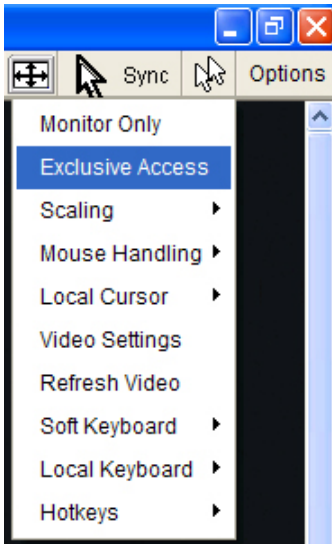 Sync Options
Monitor Only
Exclusive Access
Scaling
Mouse Handling
Local Cursor
Video Settings
Refresh Video
Soft Keyboard
Local Keyboard
Hotkeys